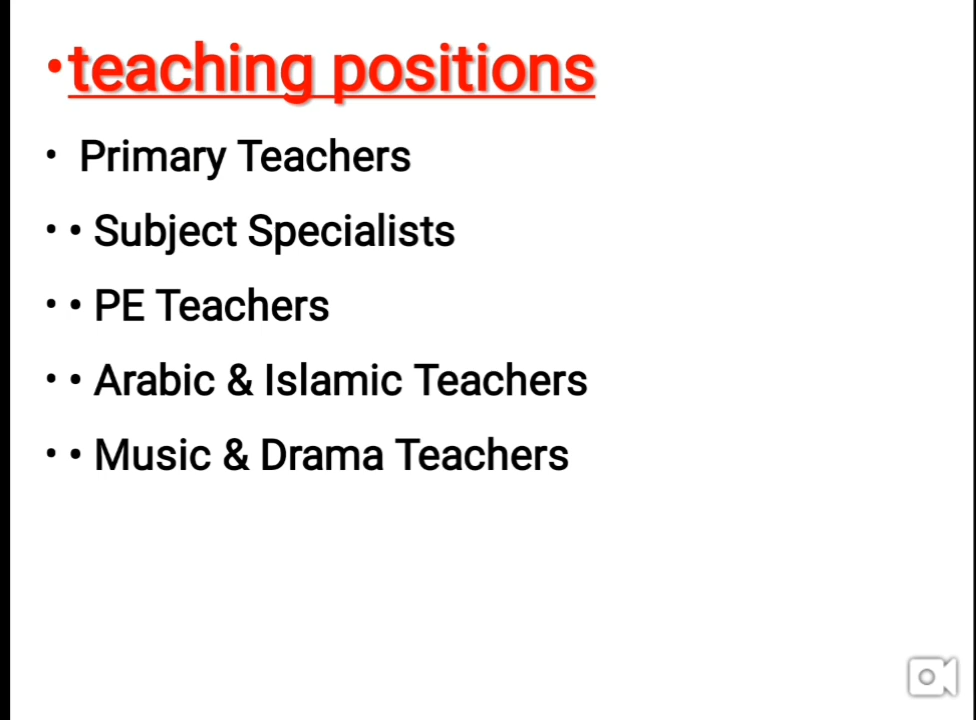 •teaching positions
• Primary Teachers
• • Subject Specialists
• • PE Teachers
• • Arabic & Islamic Teachers
• • Music & Drama Teachers